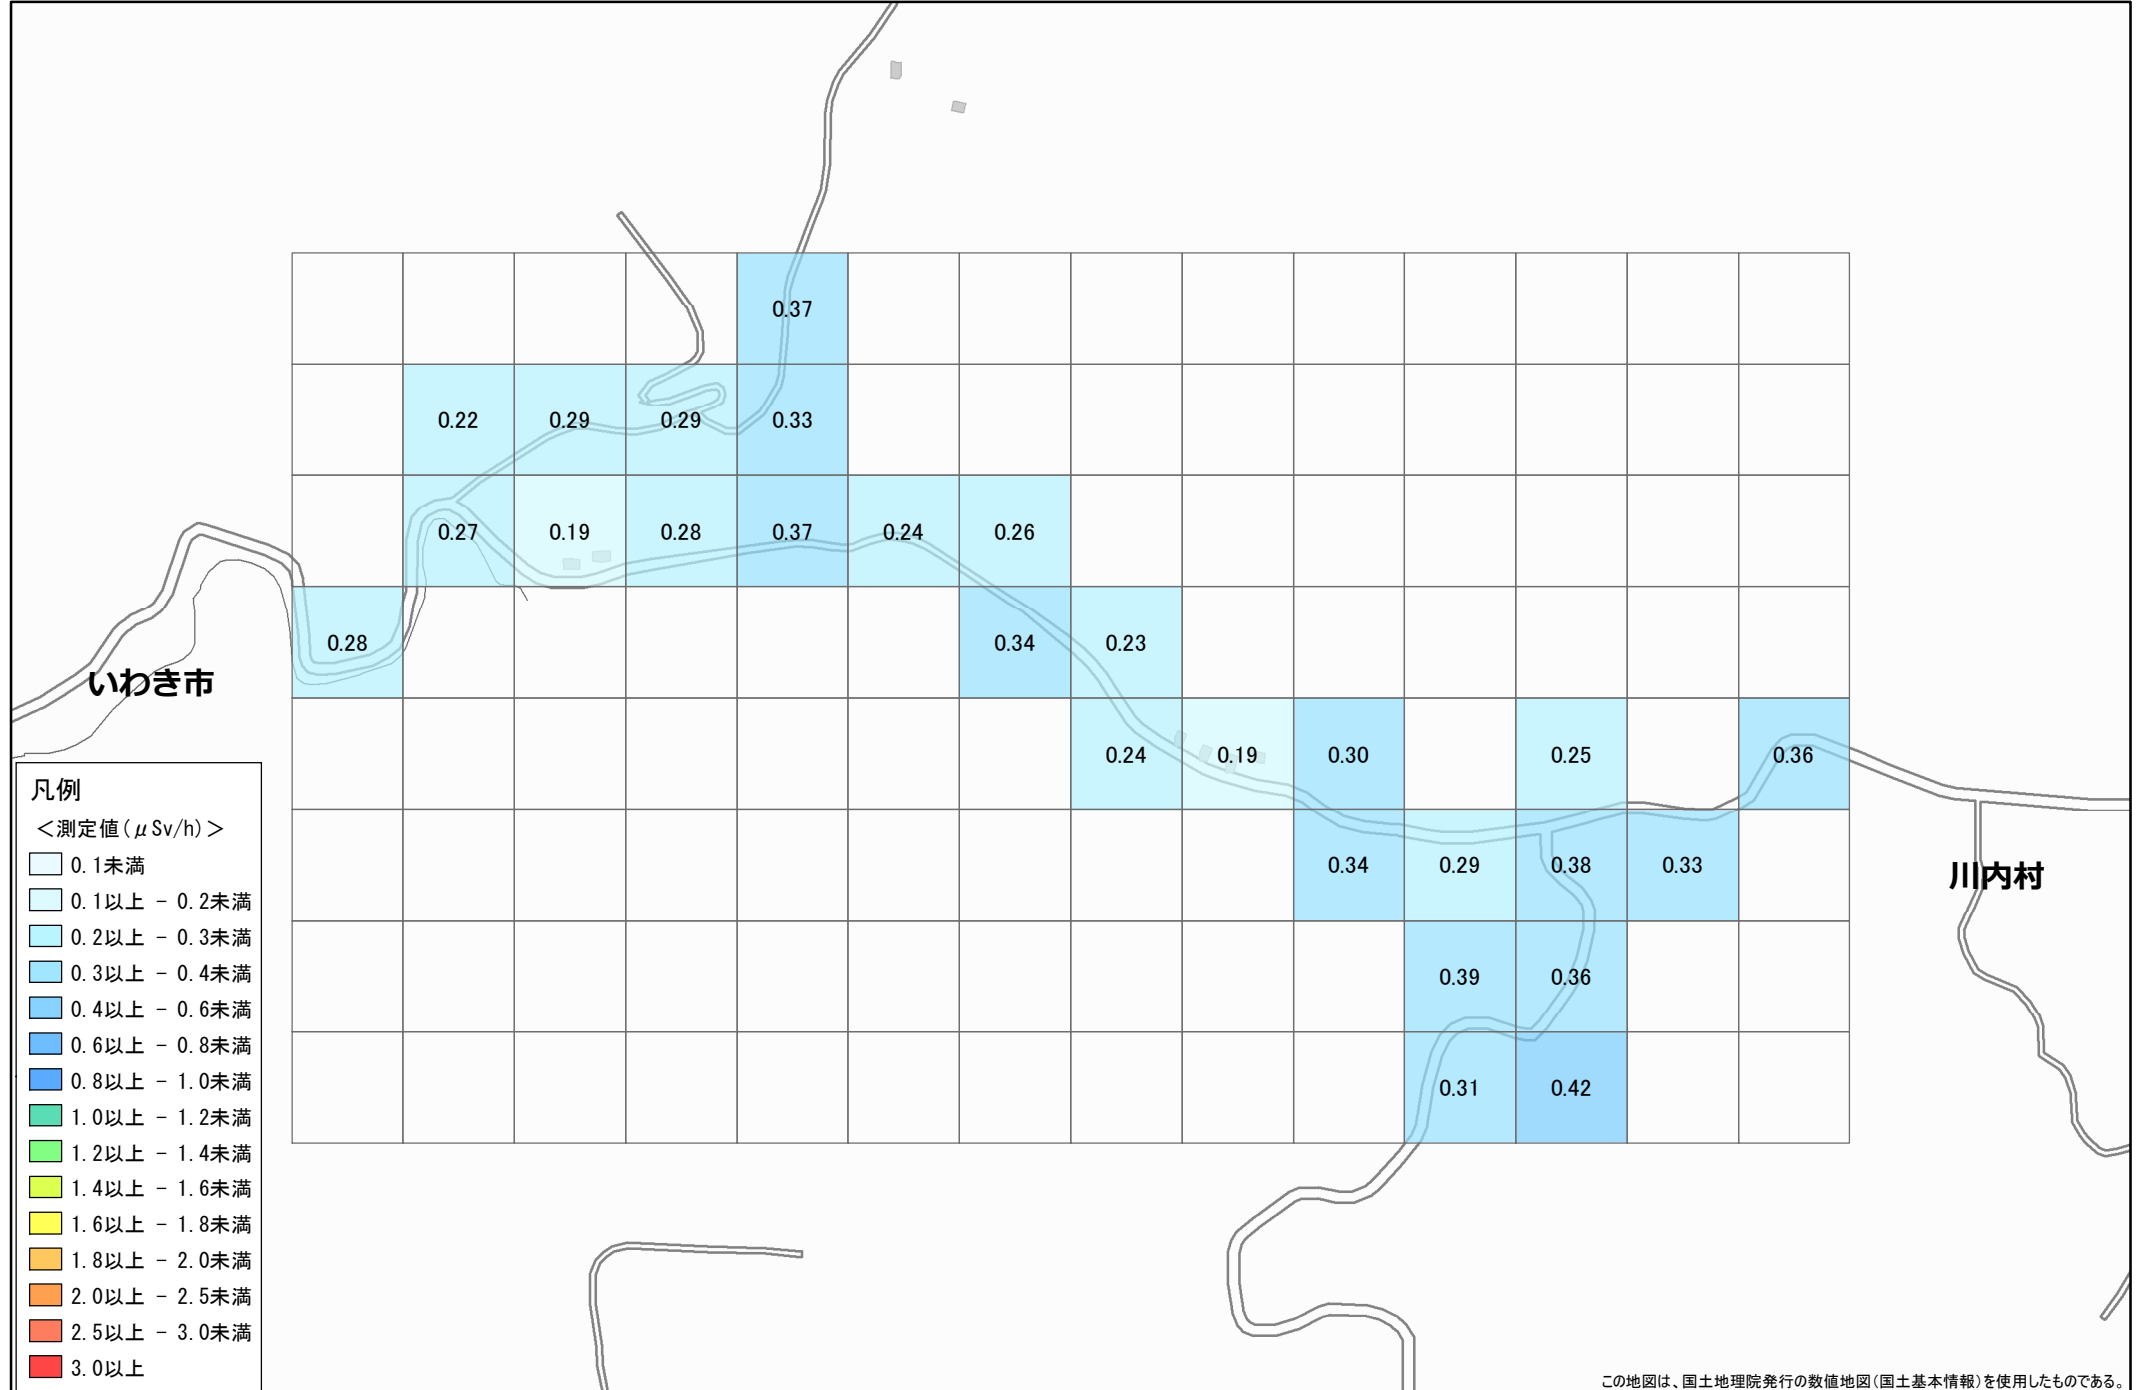 0.37
0.22 0.29 0.29 0.33
0.27 0.19 0.28 0.37 0.24 0.26
0.28 0.34 0.23
いわき市
0.24 0.19 0.30 0.25 0.36
0.34 0.29 0.38 0.33
川内村
0.39 0.36
0.31 0.42
凡例
＜測定値(μSv/h)＞
0.1未満
0.1以上 - 0.2未満
0.2以上 - 0.3未満
0.3以上 - 0.4未満
0.4以上 - 0.6未満
0.6以上 - 0.8未満
0.8以上 - 1.0未満
1.0以上 - 1.2未満
1.2以上 - 1.4未満
1.4以上 - 1.6未満
1.6以上 - 1.8未満
1.8以上 - 2.0未満
2.0以上 - 2.5未満
2.5以上 - 3.0未満
3.0以上
この地図は、国土地理院発行の数値地図(国土基本情報)を使用したものである。